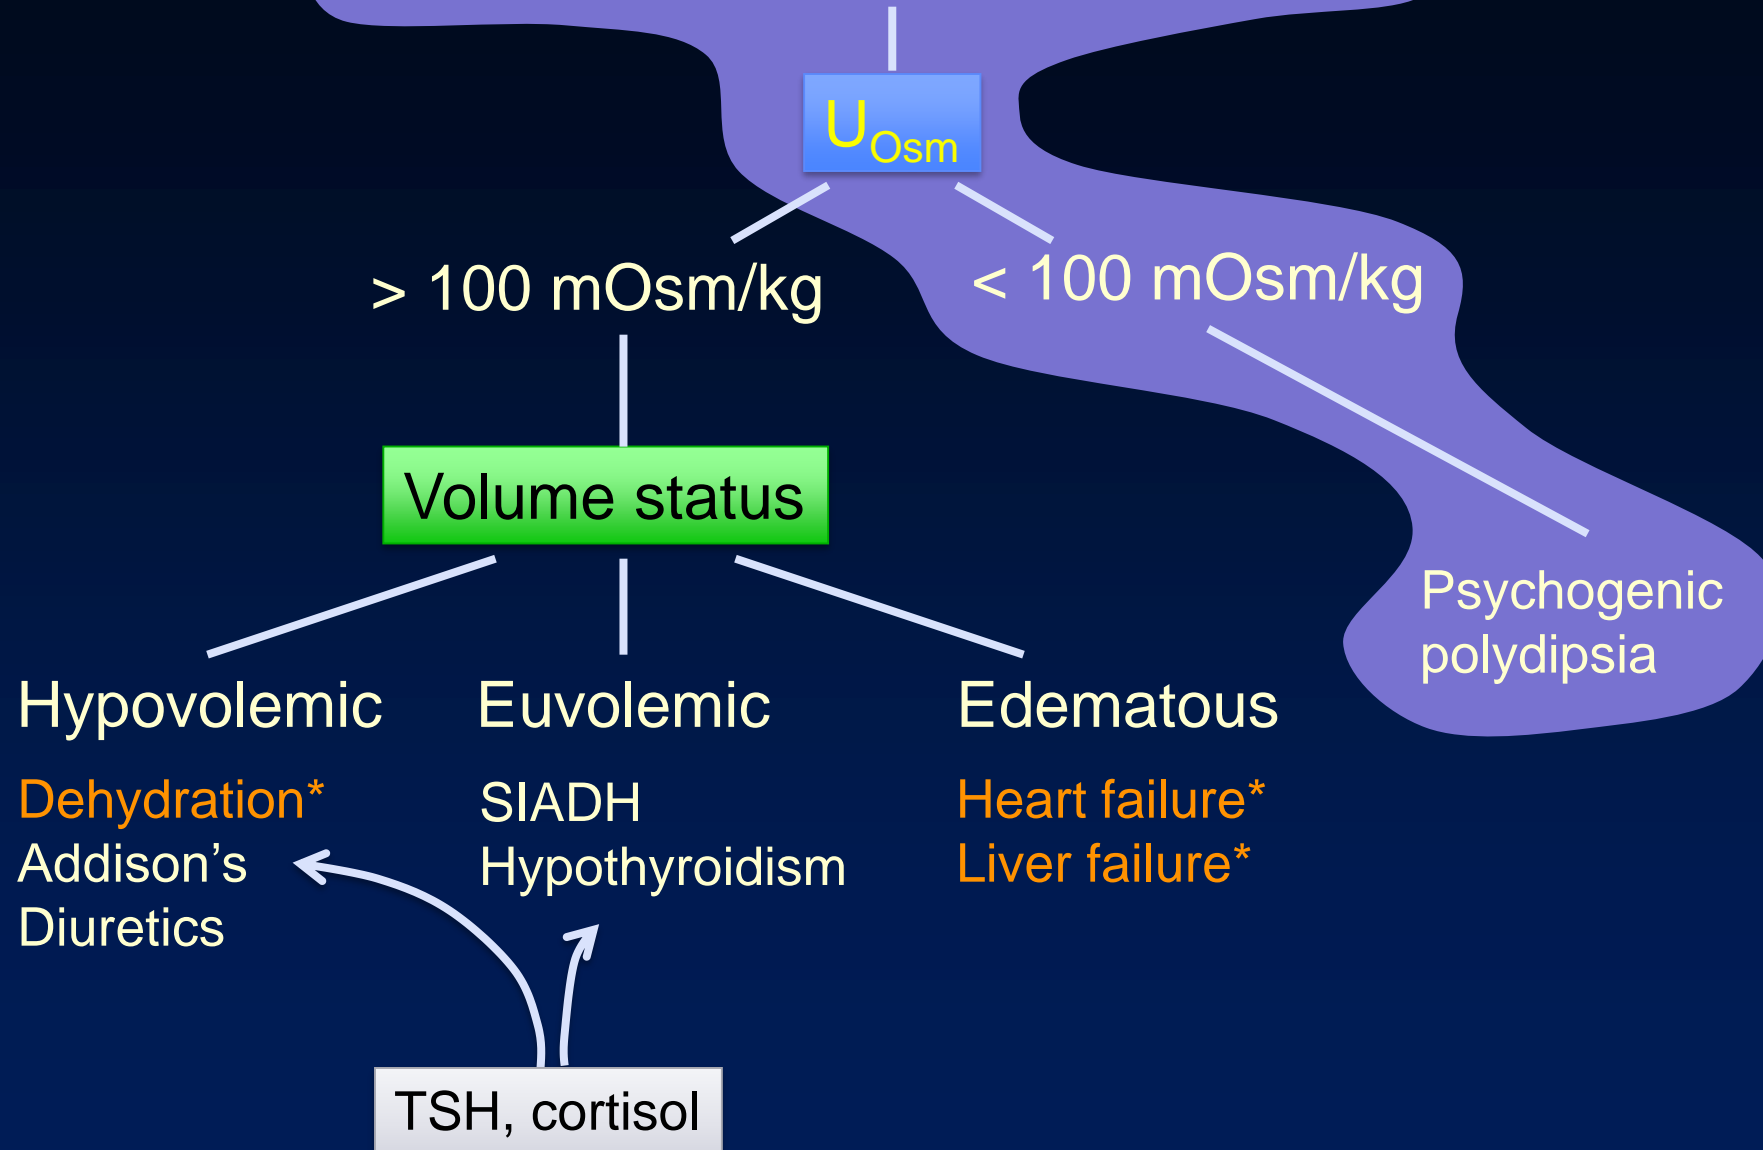 U_Osm
> 100 mOsm/kg
< 100 mOsm/kg
Volume status
Psychogenic
polydipsia
Hypovolemic
Euvolemic
Edematous
Dehydration*
Addison’s
Diuretics
SIADH
Hypothyroidism
Heart failure*
Liver failure*
TSH, cortisol